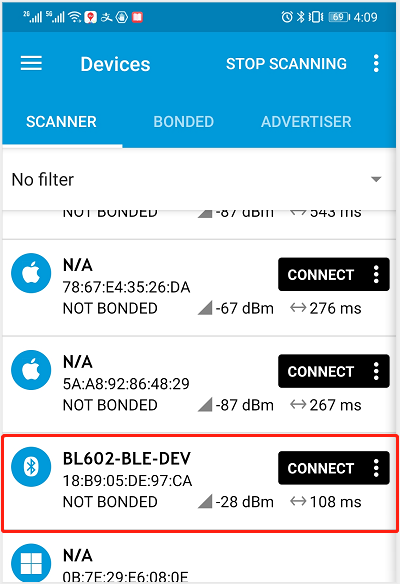 2G 5G 69 4:09
Devices STOP SCANNING
SCANNER BONDED ADVERTISER
No filter
NOT BONDED -87 dBm 543 ms
N/A CONNECT
78:67:E4:35:26:DA
NOT BONDED -67 dBm 276 ms
N/A CONNECT
5A:A8:92:86:48:29
NOT BONDED -87 dBm 267 ms
BL602-BLE-DEV CONNECT
18:B9:05:DE:97:CA
NOT BONDED -28 dBm 108 ms
N/A
0B:7E:29:E6:08:0E